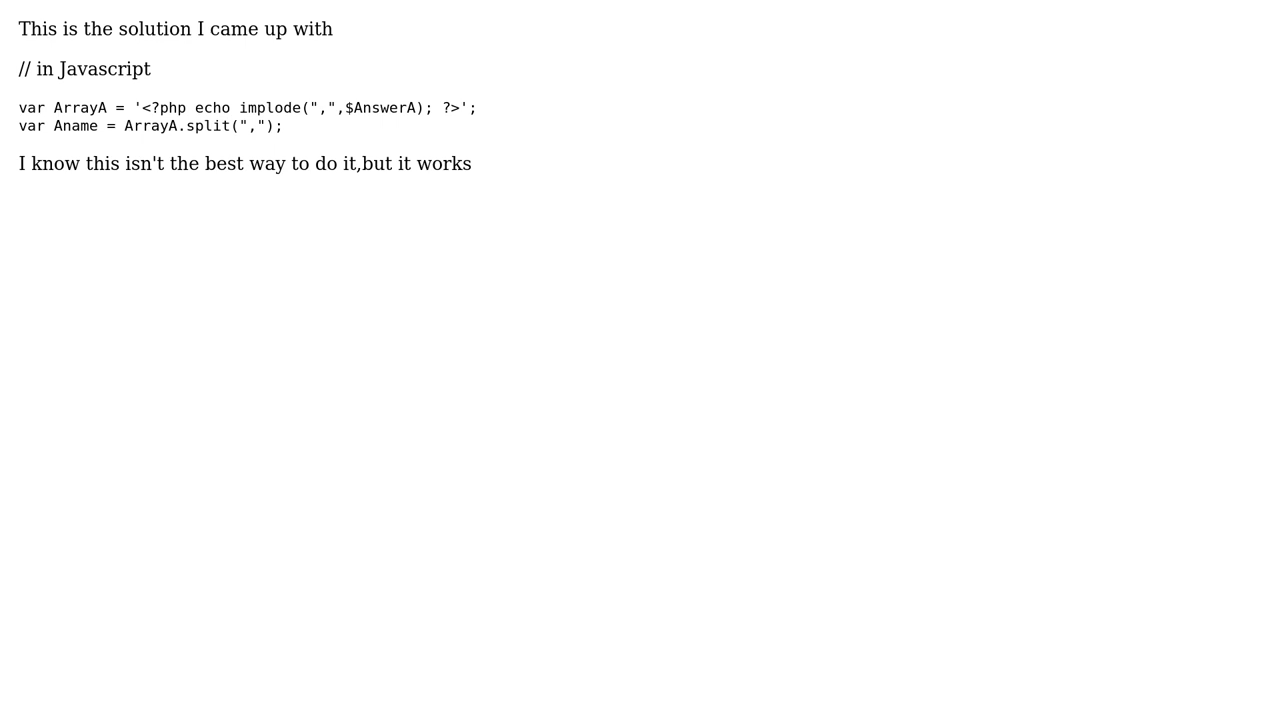 This is the solution I came up with
// in Javascript
var ArrayA = '<?php echo implode(",",$AnswerA); ?>';
var Aname = ArrayA.split(",");
I know this isn't the best way to do it,but it works